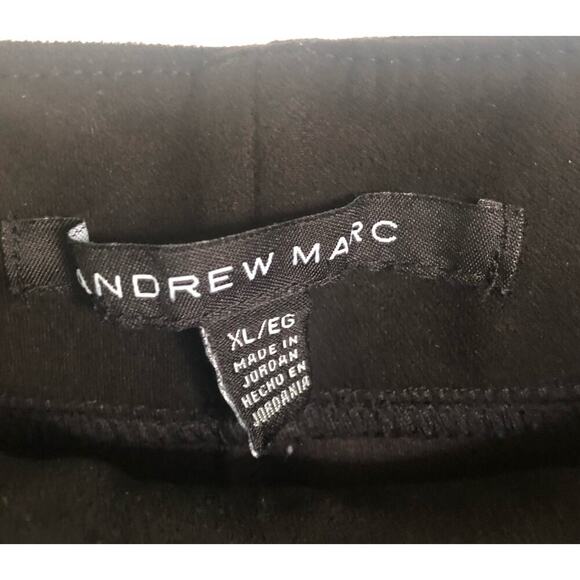 ANDREW MARC
XL/EG
MADE IN
JORDAN
HECHO EN
JORDANIA